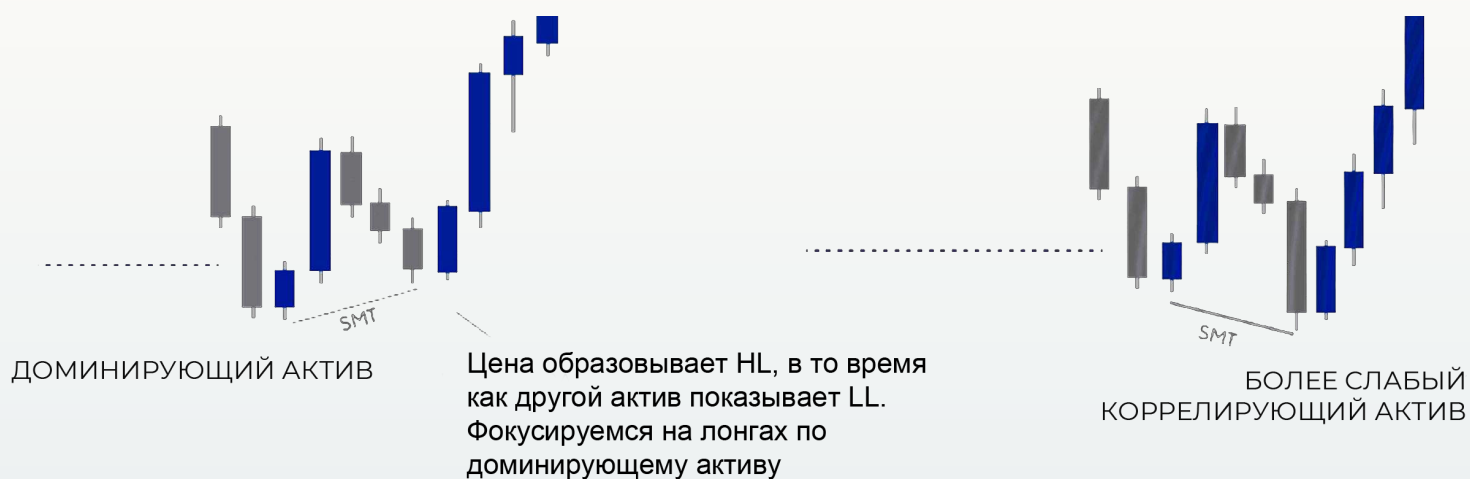 SMT
ДОМИНИРУЮЩИЙ АКТИВ
Цена образовывает HL, в то время
как другой актив показывает LL.
Фокусируемся на лонгах по
доминирующему активу
SMT
БОЛЕЕ СЛАБЫЙ
КОРРЕЛИРУЮЩИЙ АКТИВ